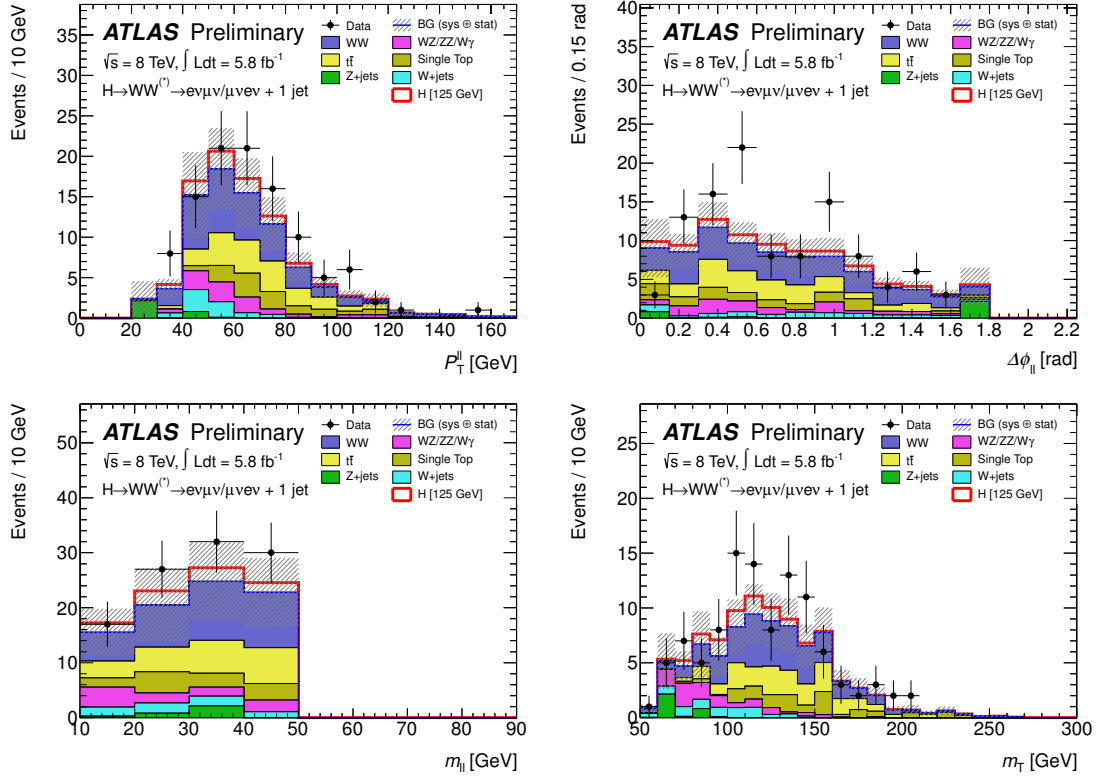 ATLAS Preliminary
√s = 8 TeV, ∫ Ldt = 5.8 fb⁻¹
H→WW⁽*⁾→eνμν/μνeν + 1 jet
Data
BG (sys ⊕ stat)
WW
WZ/ZZ/Wγ
tt̄
Single Top
Z+jets
W+jets
H [125 GeV]
Events / 10 GeV
0 5 10 15 20 25 30 35
0 20 40 60 80 100 120 140 160
P_T^ll [GeV]
ATLAS Preliminary
√s = 8 TeV, ∫ Ldt = 5.8 fb⁻¹
H→WW⁽*⁾→eνμν/μνeν + 1 jet
Data
BG (sys ⊕ stat)
WW
WZ/ZZ/Wγ
tt̄
Single Top
Z+jets
W+jets
H [125 GeV]
Events / 0.15 rad
0 5 10 15 20 25 30 35 40
0 0.2 0.4 0.6 0.8 1 1.2 1.4 1.6 1.8 2 2.2
Δφ_ll [rad]
ATLAS Preliminary
√s = 8 TeV, ∫ Ldt = 5.8 fb⁻¹
H→WW⁽*⁾→eνμν/μνeν + 1 jet
Data
BG (sys ⊕ stat)
WW
WZ/ZZ/Wγ
tt̄
Single Top
Z+jets
W+jets
H [125 GeV]
Events / 10 GeV
0 10 20 30 40 50
10 20 30 40 50 60 70 80 90
m_ll [GeV]
ATLAS Preliminary
√s = 8 TeV, ∫ Ldt = 5.8 fb⁻¹
H→WW⁽*⁾→eνμν/μνeν + 1 jet
Data
BG (sys ⊕ stat)
WW
WZ/ZZ/Wγ
tt̄
Single Top
Z+jets
W+jets
H [125 GeV]
Events / 10 GeV
0 5 10 15 20 25
50 100 150 200 250 300
m_T [GeV]